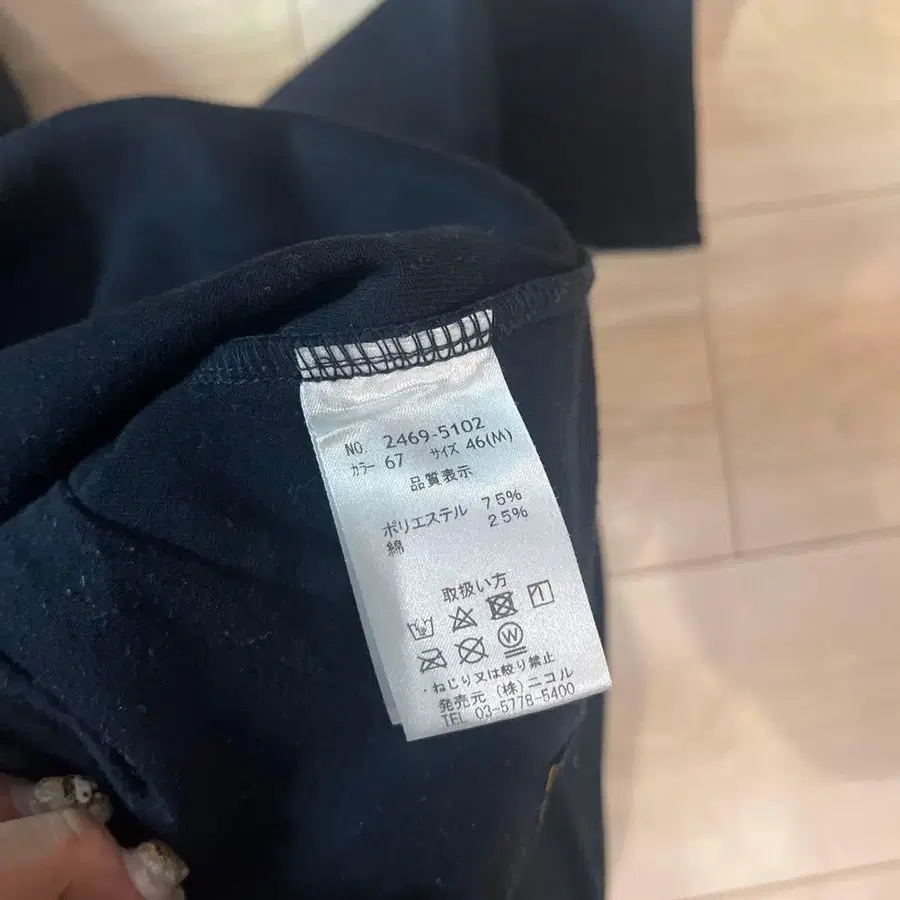 NO. 2469-5102
カラー 67 サイズ 46(M)
品質表示
ポリエステル 75%
綿 25%
取扱い方
W
・ねじり又は絞り禁止
発売元 (株)ニコル
TEL 03-5778-5400